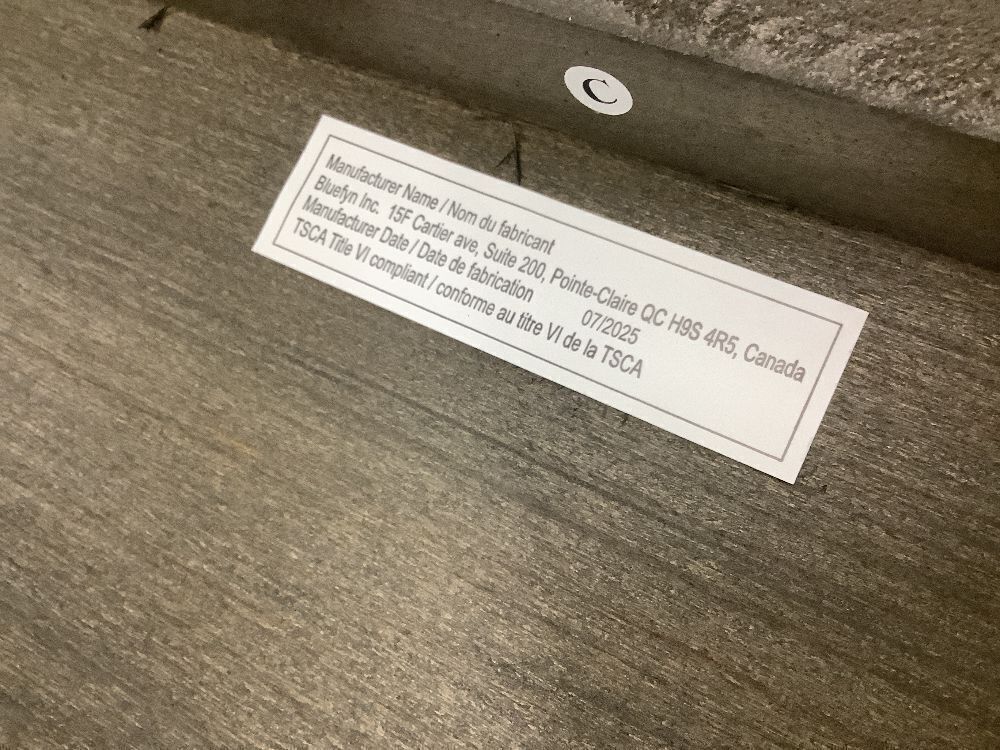 C
Manufacturer Name / Nom du fabricant
Bluefyn Inc. 15F Cartier ave, Suite 200, Pointe-Claire QC H9S 4R5, Canada
Manufacturer Date / Date de fabrication 07/2025
TSCA Title VI compliant / conforme au titre VI de la TSCA